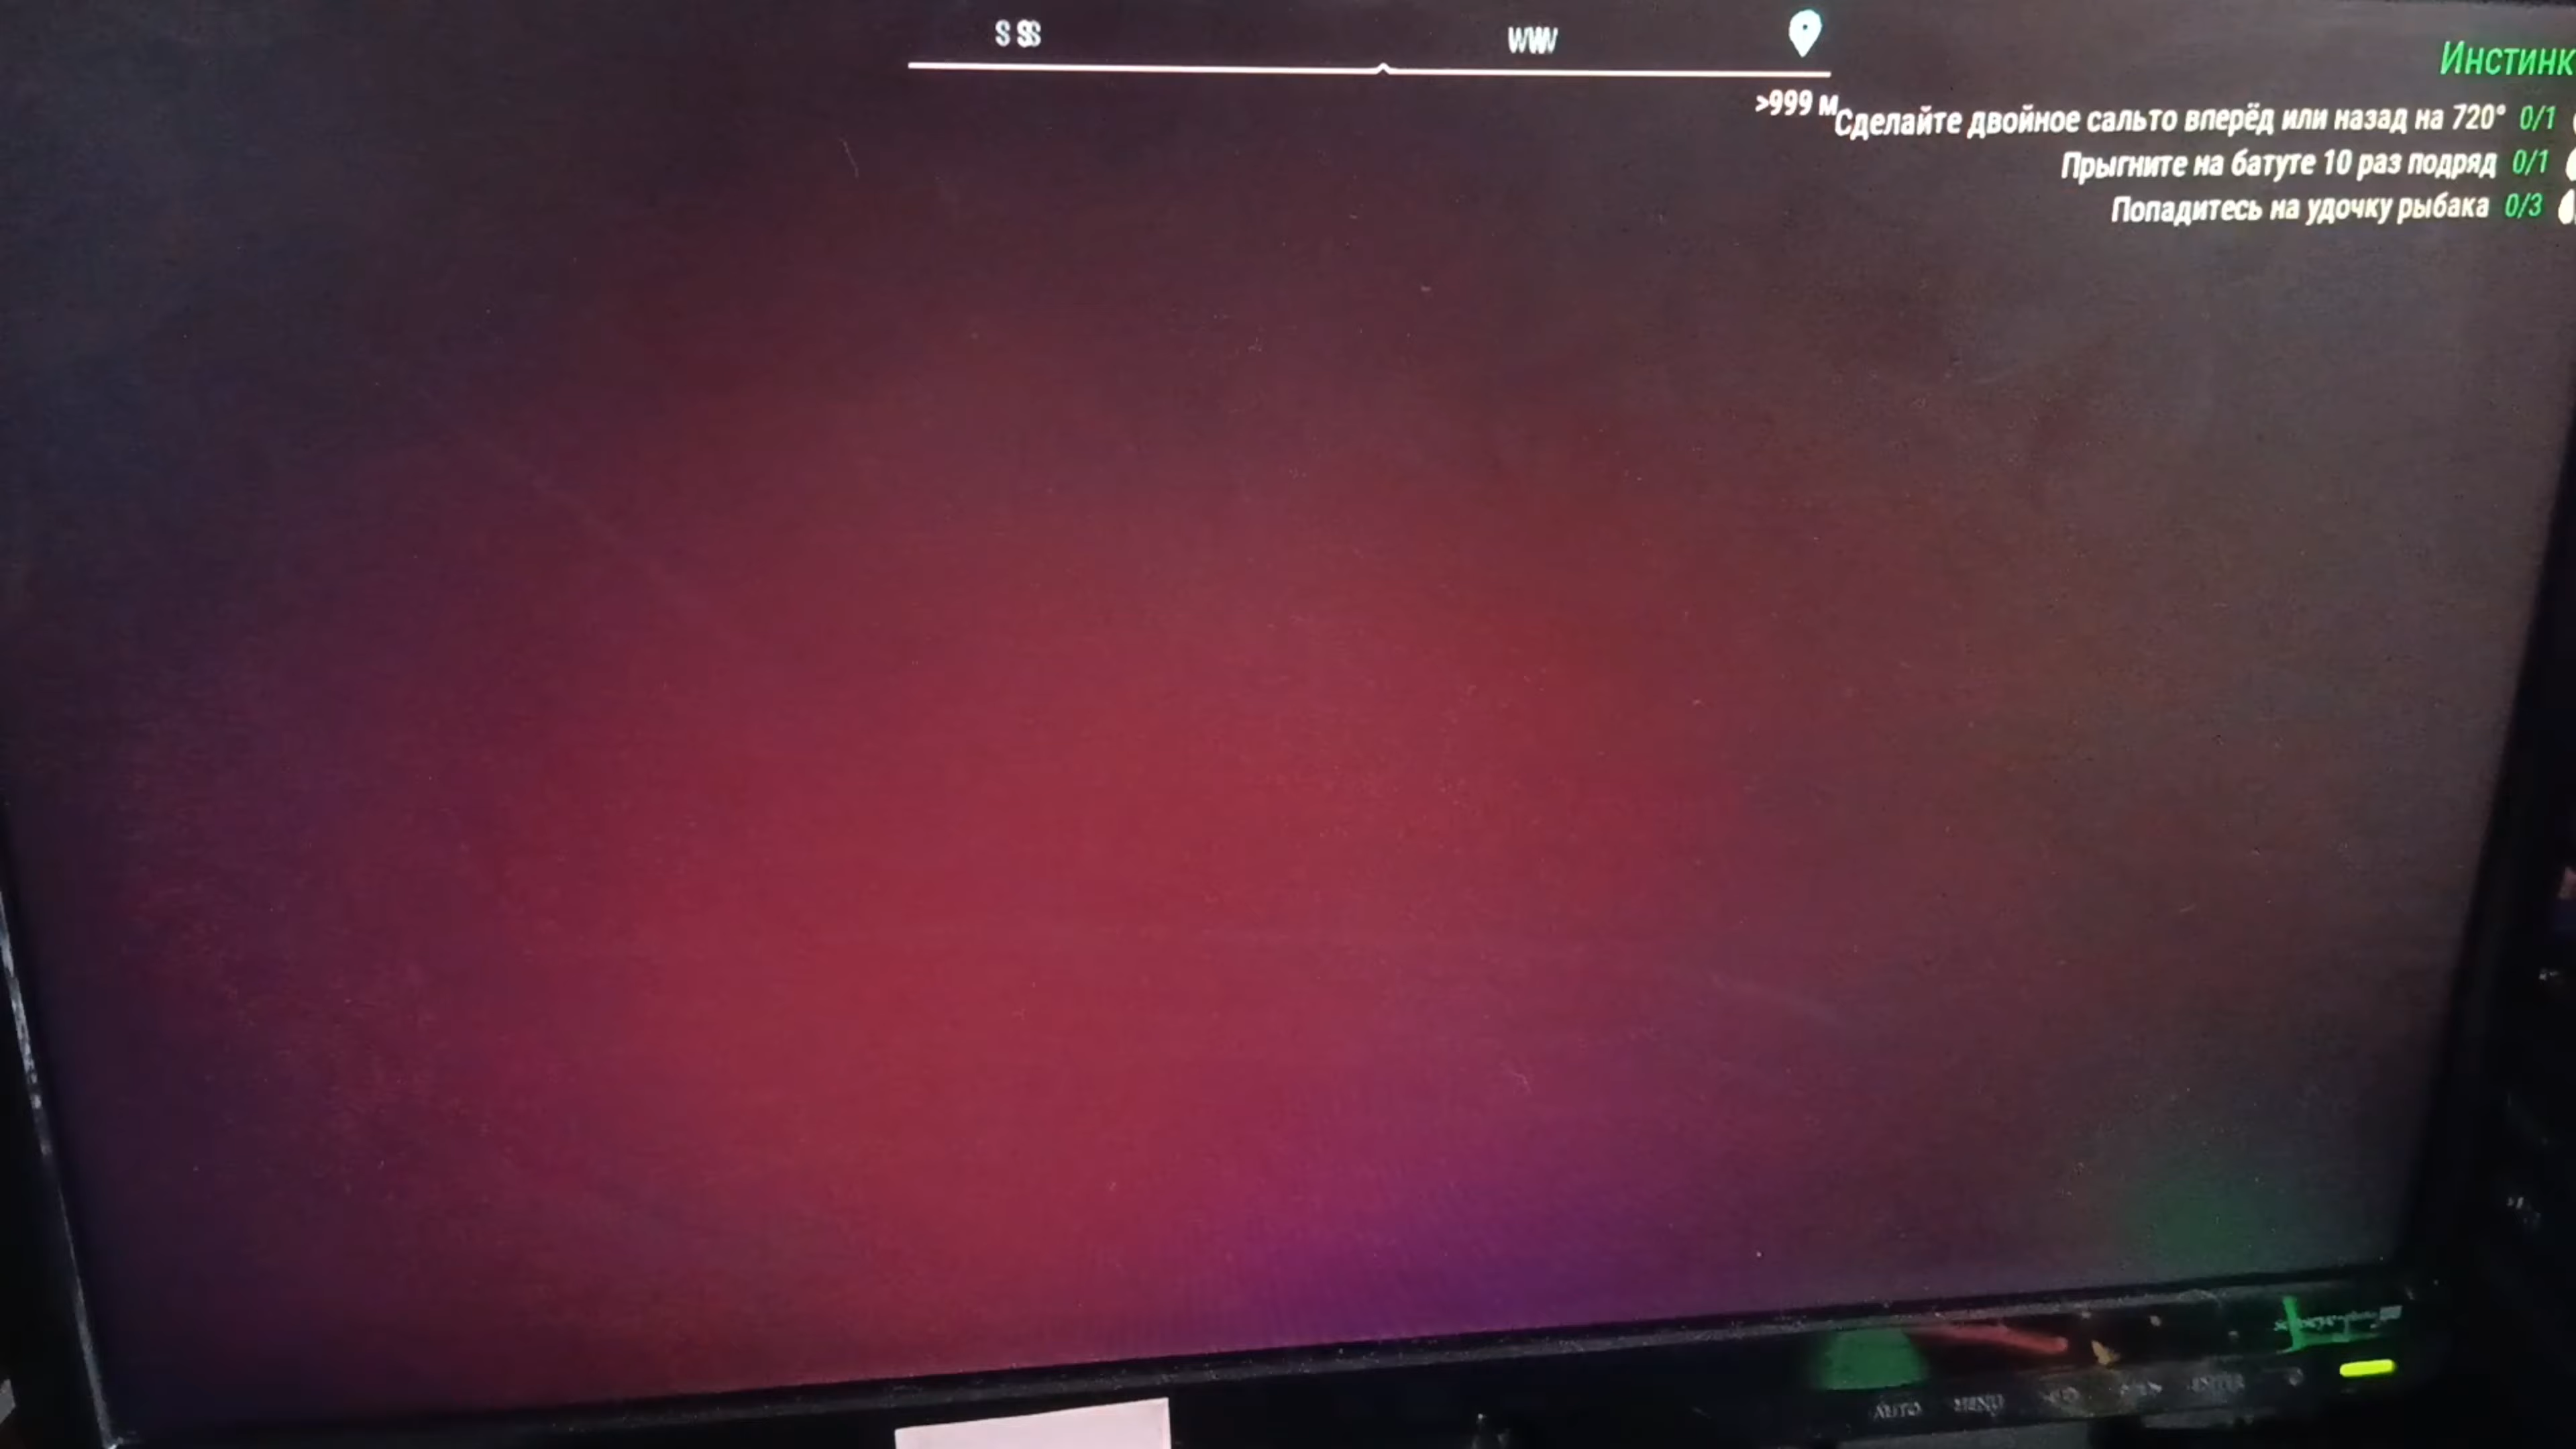 S SS
WWW
>999 м
Инстинк
Сделайте двойное сальто вперёд или назад на 720° 0/1
Прыгните на батуте 10 раз подряд 0/1
Попадитесь на удочку рыбака 0/3
AUTO MENU ENTER